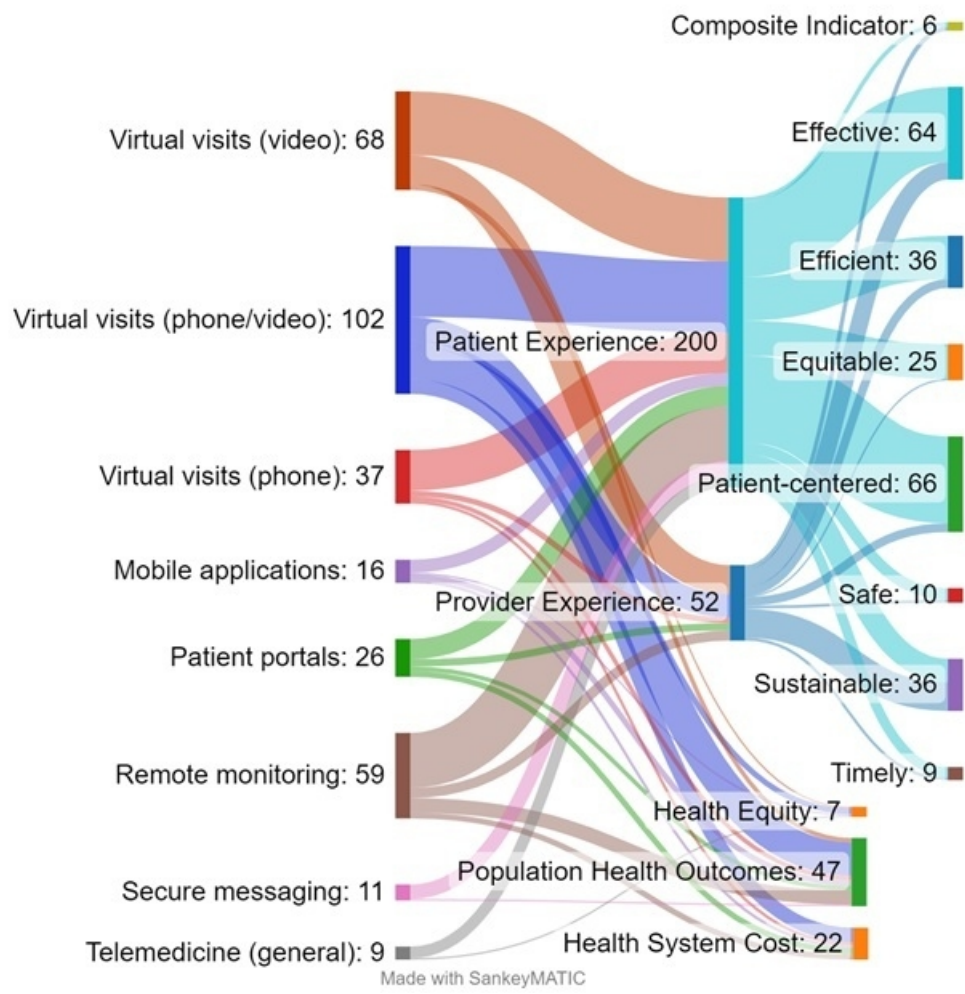 Composite Indicator: 6
Virtual visits (video): 68
Effective: 64
Efficient: 36
Virtual visits (phone/video): 102
Patient Experience: 200
Equitable: 25
Virtual visits (phone): 37
Patient-centered: 66
Mobile applications: 16
Provider Experience: 52
Safe: 10
Patient portals: 26
Sustainable: 36
Remote monitoring: 59
Timely: 9
Health Equity: 7
Population Health Outcomes: 47
Secure messaging: 11
Health System Cost: 22
Telemedicine (general): 9
Made with SankeyMATIC